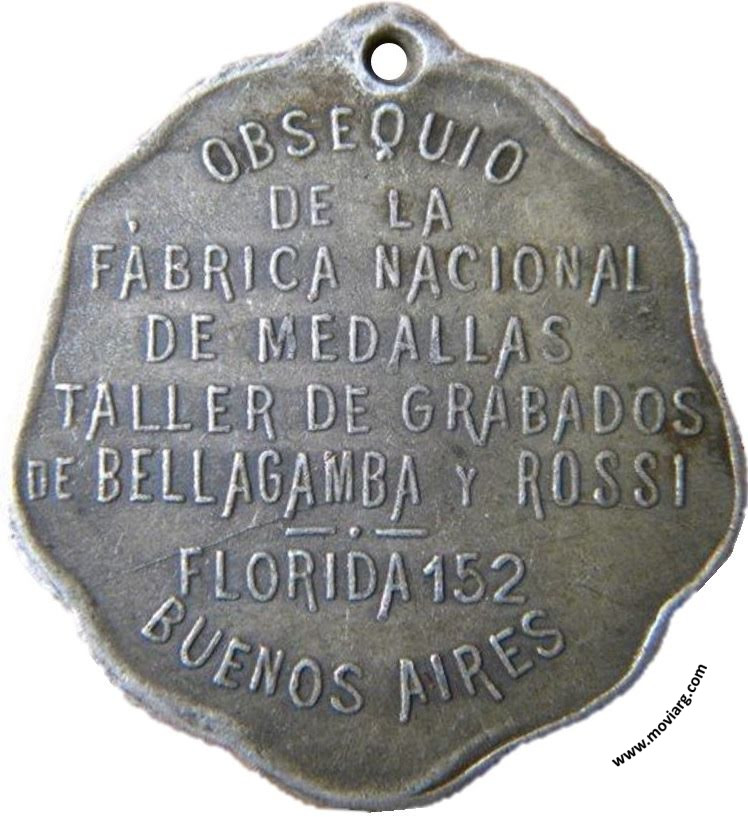 OBSEQUIO
DE LA
FÁBRICA NACIONAL
DE MEDALLAS
TALLER DE GRABADOS
DE BELLAGAMBA Y ROSSI
FLORIDA 152
BUENOS AIRES
www.moviarg.com